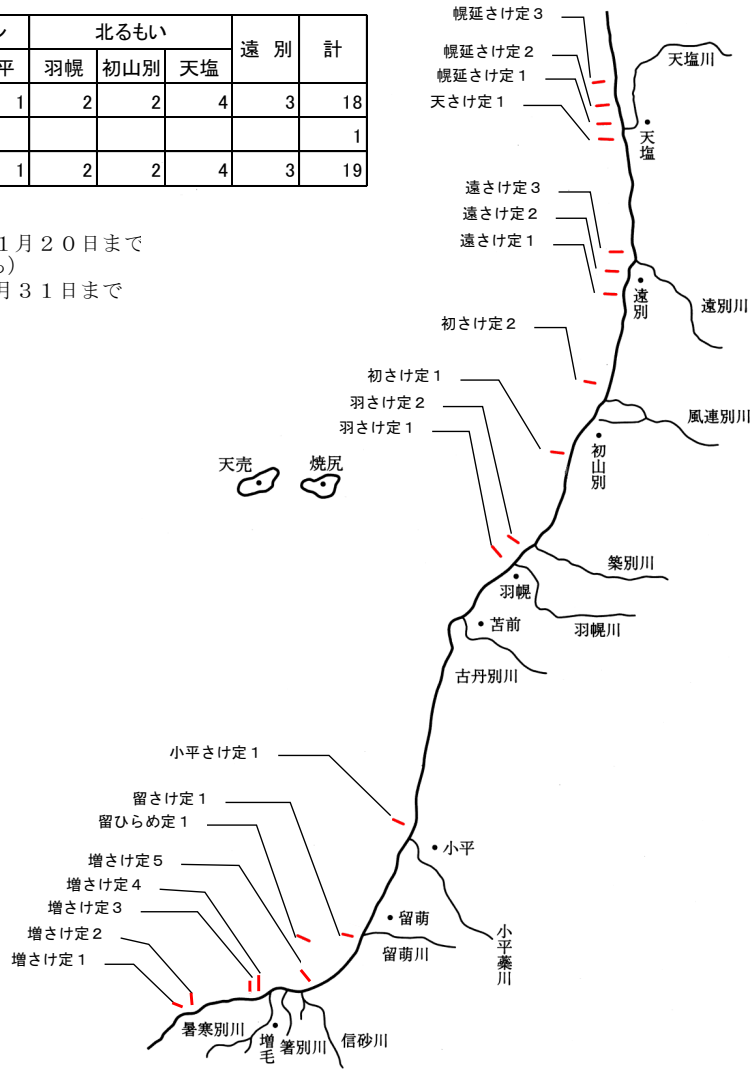 北るもい 遠 別 計
羽幌 初山別 天塩
1 2 2 4 3 18
1
1 2 2 4 3 19
月２０日まで
月３１日まで
幌延さけ定３
幌延さけ定２
幌延さけ定１
天さけ定１
天塩川
天塩
遠さけ定３
遠さけ定２
遠さけ定１
遠別
遠別川
初さけ定２
初さけ定１
羽さけ定２
羽さけ定１
風連別川
初山別
天売
焼尻
築別川
羽幌
羽幌川
苫前
古丹別川
小平さけ定１
留さけ定１
留ひらめ定１
増さけ定５
増さけ定４
増さけ定３
増さけ定２
増さけ定１
小平
小平蘂川
留萌
留萌川
暑寒別川
増毛
箸別川
信砂川